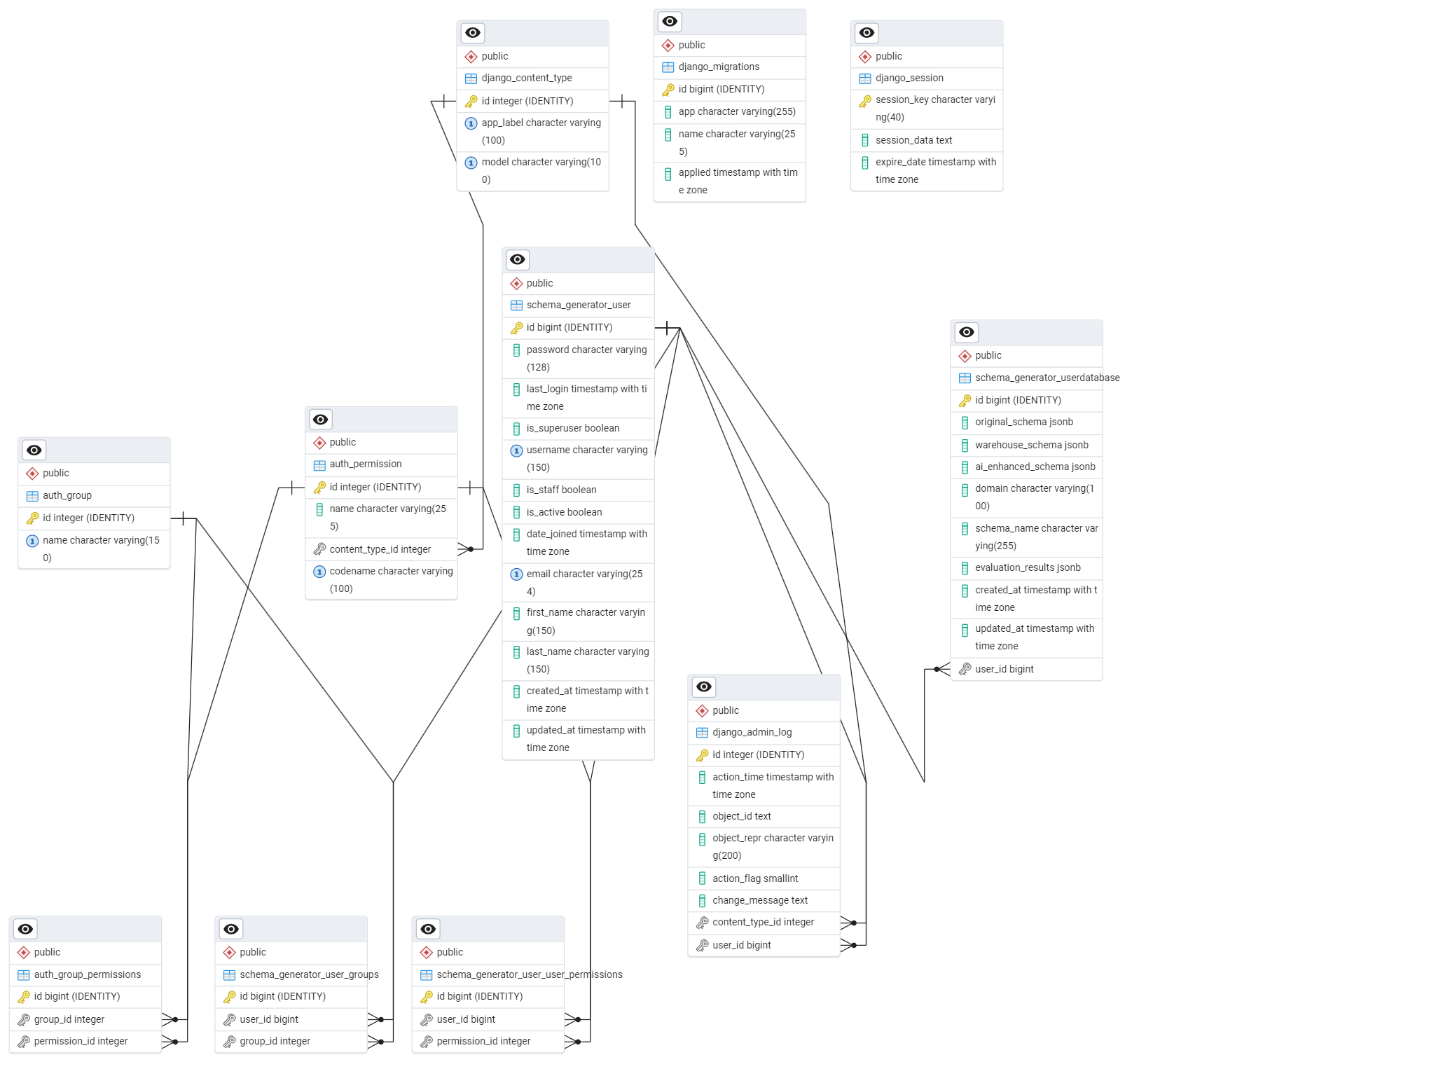 public
django_content_type
id integer (IDENTITY)
app_label character varying
(100)
model character varying(10
0)
public
django_migrations
id bigint (IDENTITY)
app character varying(255)
name character varying(25
5)
applied timestamp with tim
e zone
public
django_session
session_key character varyi
ng(40)
session_data text
expire_date timestamp with
time zone
public
schema_generator_user
id bigint (IDENTITY)
password character varying
(128)
last_login timestamp with ti
me zone
is_superuser boolean
username character varying
(150)
is_staff boolean
is_active boolean
date_joined timestamp with
time zone
email character varying(25
4)
first_name character varyin
g(150)
last_name character varying
(150)
created_at timestamp with t
ime zone
updated_at timestamp with
time zone
public
schema_generator_userdatabase
id bigint (IDENTITY)
original_schema jsonb
warehouse_schema jsonb
ai_enhanced_schema jsonb
domain character varying(1
00)
schema_name character var
ying(255)
evaluation_results jsonb
created_at timestamp with t
ime zone
updated_at timestamp with
time zone
user_id bigint
public
auth_permission
id integer (IDENTITY)
name character varying(25
5)
content_type_id integer
codename character varying
(100)
public
auth_group
id integer (IDENTITY)
name character varying(15
0)
public
django_admin_log
id integer (IDENTITY)
action_time timestamp with
time zone
object_id text
object_repr character varyin
g(200)
action_flag smallint
change_message text
content_type_id integer
user_id bigint
public
auth_group_permissions
id bigint (IDENTITY)
group_id integer
permission_id integer
public
schema_generator_user_groups
id bigint (IDENTITY)
user_id bigint
group_id integer
public
schema_generator_user_user_permissions
id bigint (IDENTITY)
user_id bigint
permission_id integer